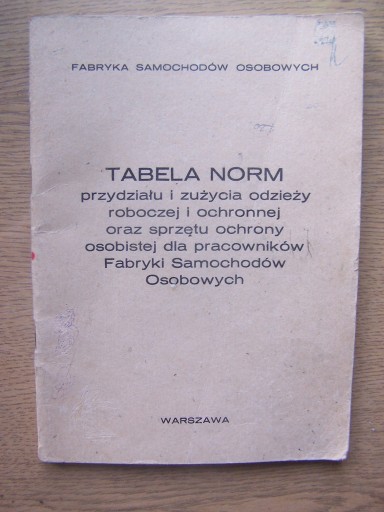 FABRYKA SAMOCHODÓW OSOBOWYCH
TABELA NORM
przydziału i zużycia odzieży
roboczej i ochronnej
oraz sprzętu ochrony
osobistej dla pracowników
Fabryki Samochodów
Osobowych
WARSZAWA